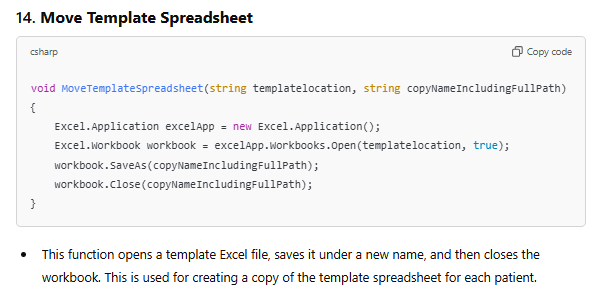 14. Move Template Spreadsheet
csharp
Copy code
void MoveTemplateSpreadsheet(string templatelocation, string copyNameIncludingFullPath)
{
    Excel.Application excelApp = new Excel.Application();
    Excel.Workbook workbook = excelApp.Workbooks.Open(templatelocation, true);
    workbook.SaveAs(copyNameIncludingFullPath);
    workbook.Close(copyNameIncludingFullPath);
}
• This function opens a template Excel file, saves it under a new name, and then closes the
workbook. This is used for creating a copy of the template spreadsheet for each patient.